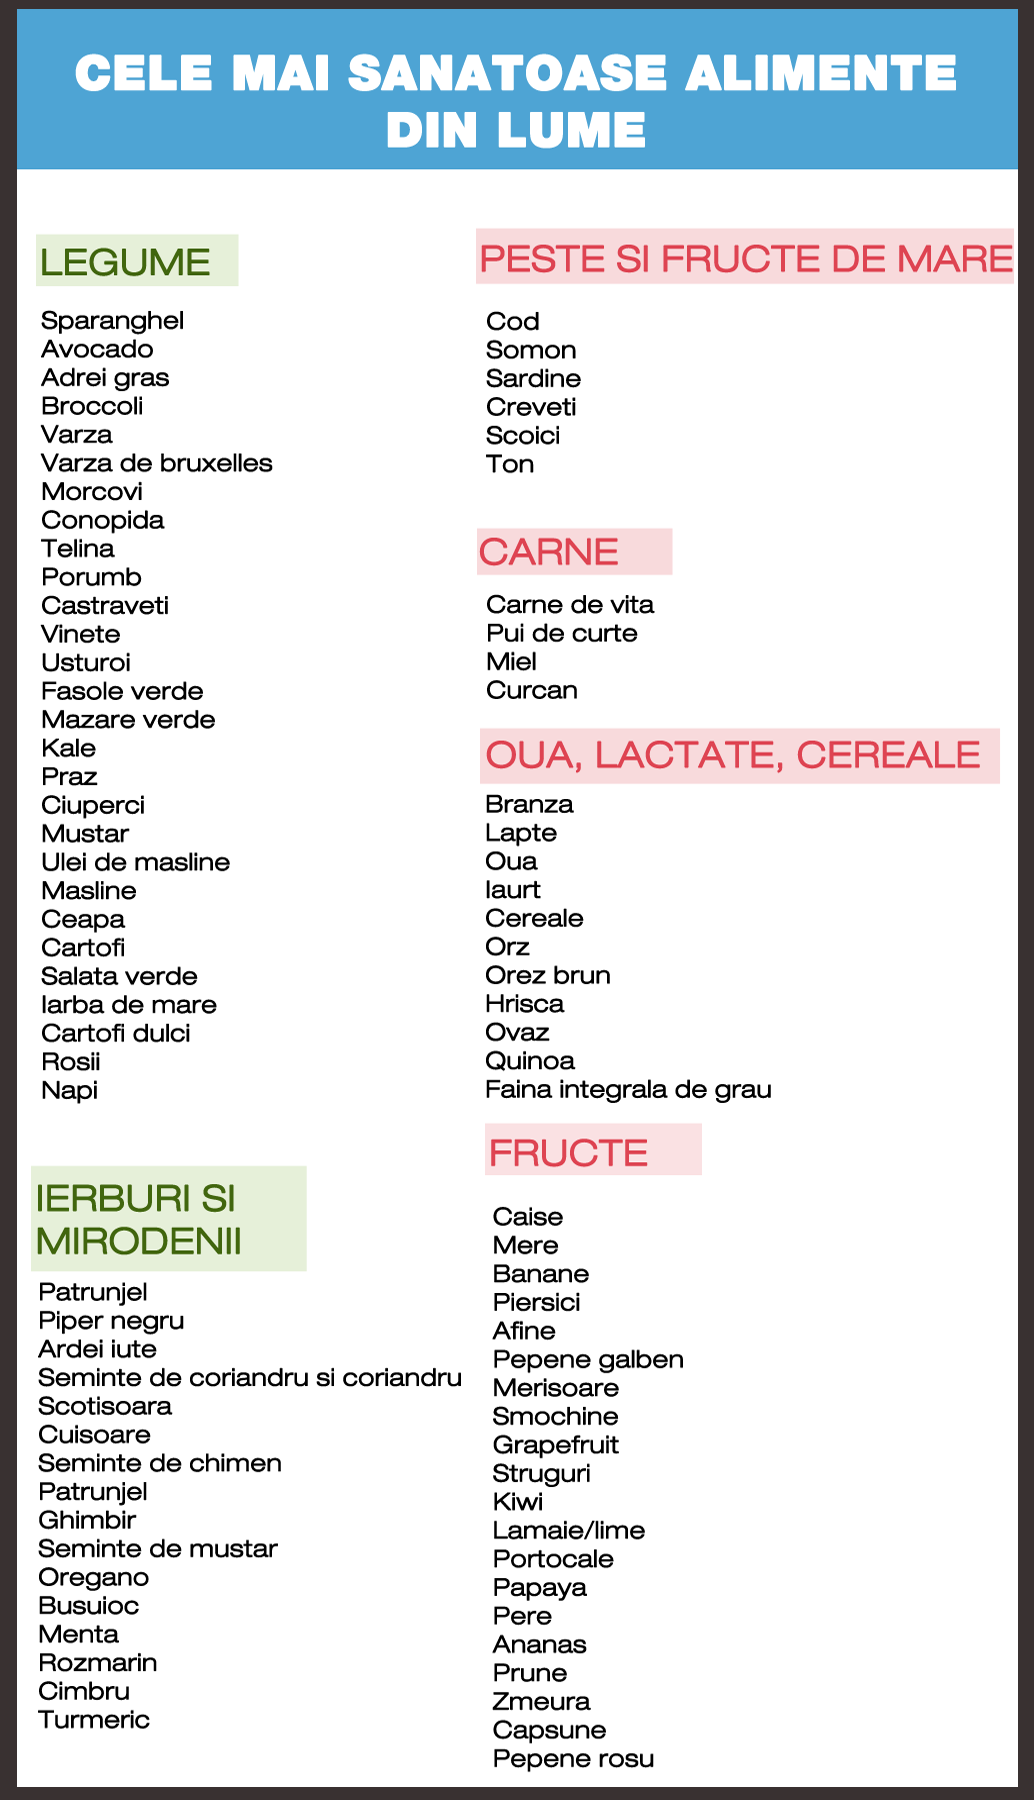 CELE MAI SANATOASE ALIMENTE
DIN LUME
LEGUME
Sparanghel
Avocado
Adrei gras
Broccoli
Varza
Varza de bruxelles
Morcovi
Conopida
Telina
Porumb
Castraveti
Vinete
Usturoi
Fasole verde
Mazare verde
Kale
Praz
Ciuperci
Mustar
Ulei de masline
Masline
Ceapa
Cartofi
Salata verde
Iarba de mare
Cartofi dulci
Rosii
Napi
IERBURI SI
MIRODENII
Patrunjel
Piper negru
Ardei iute
Seminte de coriandru si coriandru
Scotisoara
Cuisoare
Seminte de chimen
Patrunjel
Ghimbir
Seminte de mustar
Oregano
Busuioc
Menta
Rozmarin
Cimbru
Turmeric
PESTE SI FRUCTE DE MARE
Cod
Somon
Sardine
Creveti
Scoici
Ton
CARNE
Carne de vita
Pui de curte
Miel
Curcan
OUA, LACTATE, CEREALE
Branza
Lapte
Oua
Iaurt
Cereale
Orz
Orez brun
Hrisca
Ovaz
Quinoa
Faina integrala de grau
FRUCTE
Caise
Mere
Banane
Piersici
Afine
Pepene galben
Merisoare
Smochine
Grapefruit
Struguri
Kiwi
Lamaie/lime
Portocale
Papaya
Pere
Ananas
Prune
Zmeura
Capsune
Pepene rosu